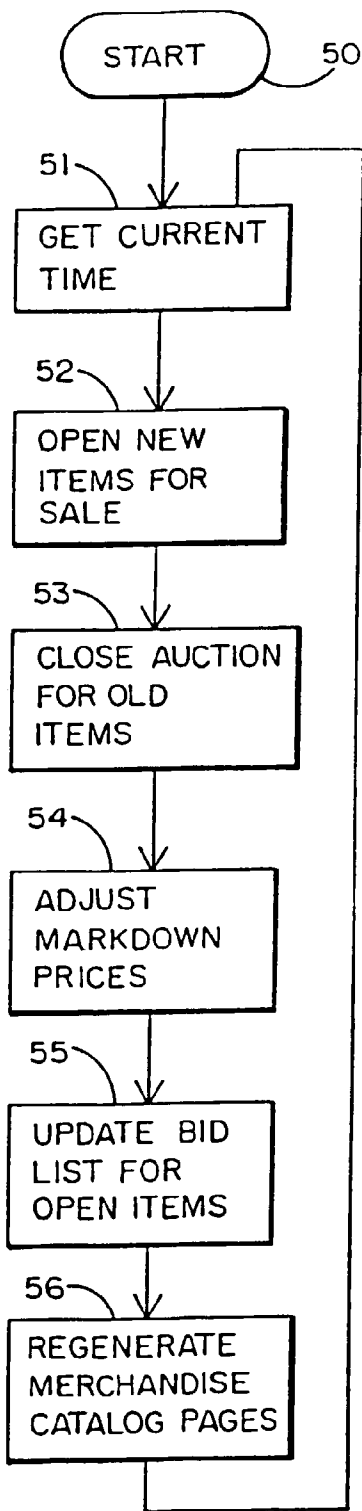 START
50
51
GET CURRENT
TIME
52
OPEN NEW
ITEMS FOR
SALE
53
CLOSE AUCTION
FOR OLD
ITEMS
54
ADJUST
MARKDOWN
PRICES
55
UPDATE BID
LIST FOR
OPEN ITEMS
56
REGENERATE
MERCHANDISE
CATALOG PAGES